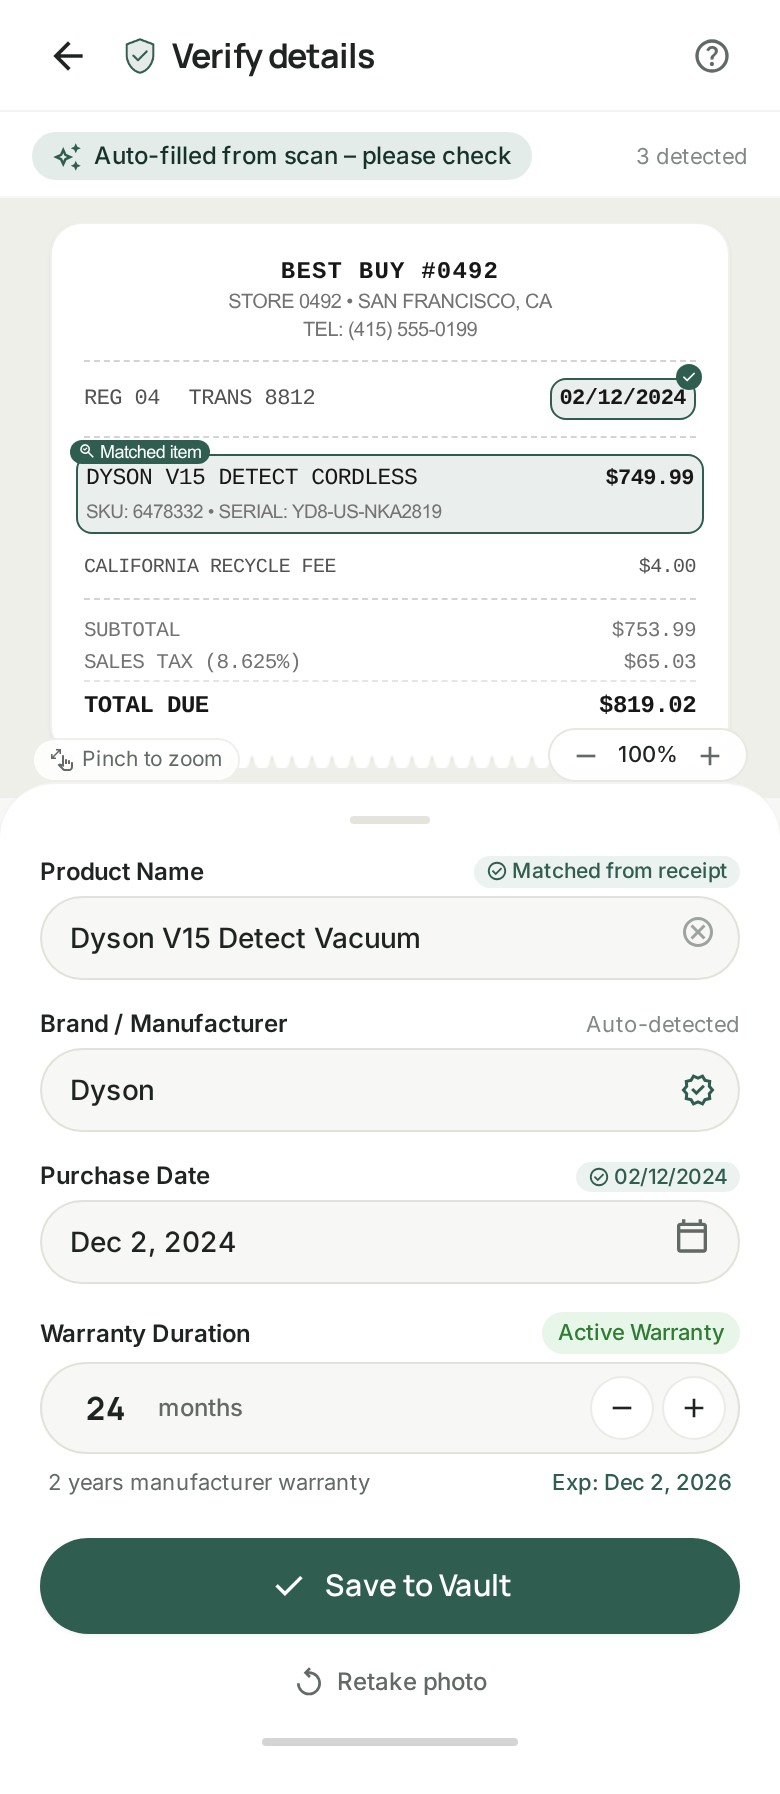 Verify details
Auto-filled from scan – please check
3 detected
BEST BUY #0492
STORE 0492 • SAN FRANCISCO, CA
TEL: (415) 555-0199
REG 04 TRANS 8812 02/12/2024
Matched item
DYSON V15 DETECT CORDLESS $749.99
SKU: 6478332 • SERIAL: YD8-US-NKA2819
CALIFORNIA RECYCLE FEE $4.00
SUBTOTAL $753.99
SALES TAX (8.625%) $65.03
TOTAL DUE $819.02
Pinch to zoom
− 100% +
Product Name
Matched from receipt
Dyson V15 Detect Vacuum
Brand / Manufacturer
Auto-detected
Dyson
Purchase Date
02/12/2024
Dec 2, 2024
Warranty Duration
Active Warranty
24 months
2 years manufacturer warranty
Exp: Dec 2, 2026
Save to Vault
Retake photo